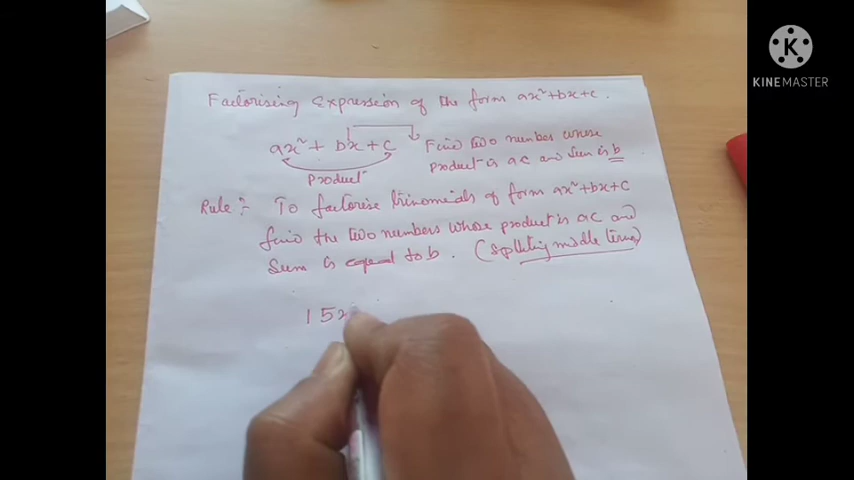 Factorising Expression of the form ax²+bx+c.
ax² + bx + c Find two number whose
product is ac and sum is b
Product
Rule :- To factorise trinomials of form ax²+bx+c
find the two numbers whose product is ac and
Sum is equal to b. (splitting middle term)
15x
K
KINEMASTER